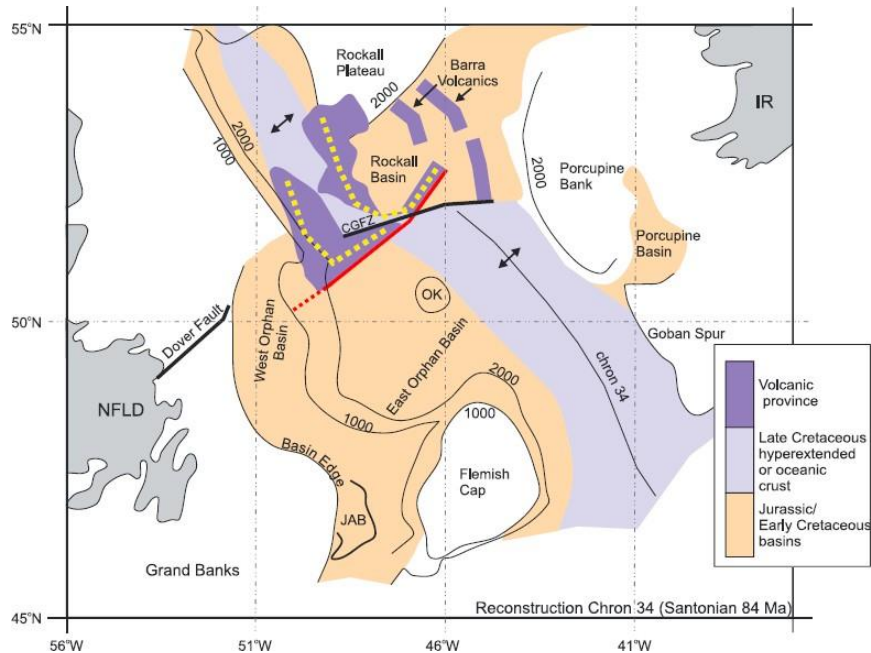 55°N
Rockall
Plateau
Barra
Volcanics
IR
2000
2000
1000
Rockall
Basin
2000
Porcupine
Bank
CGFZ
Porcupine
Basin
OK
50°N
Dover Fault
West Orphan
Basin
East Orphan Basin
Goban Spur
chron 34
NFLD
2000
1000
1000
Basin Edge
Flemish
Cap
JAB
Grand Banks
Volcanic
province
Late Cretaceous
hyperextended
or oceanic
crust
Jurassic/
Early Cretaceous
basins
Reconstruction Chron 34 (Santonian 84 Ma)
45°N
56°W
51°W
46°W
41°W